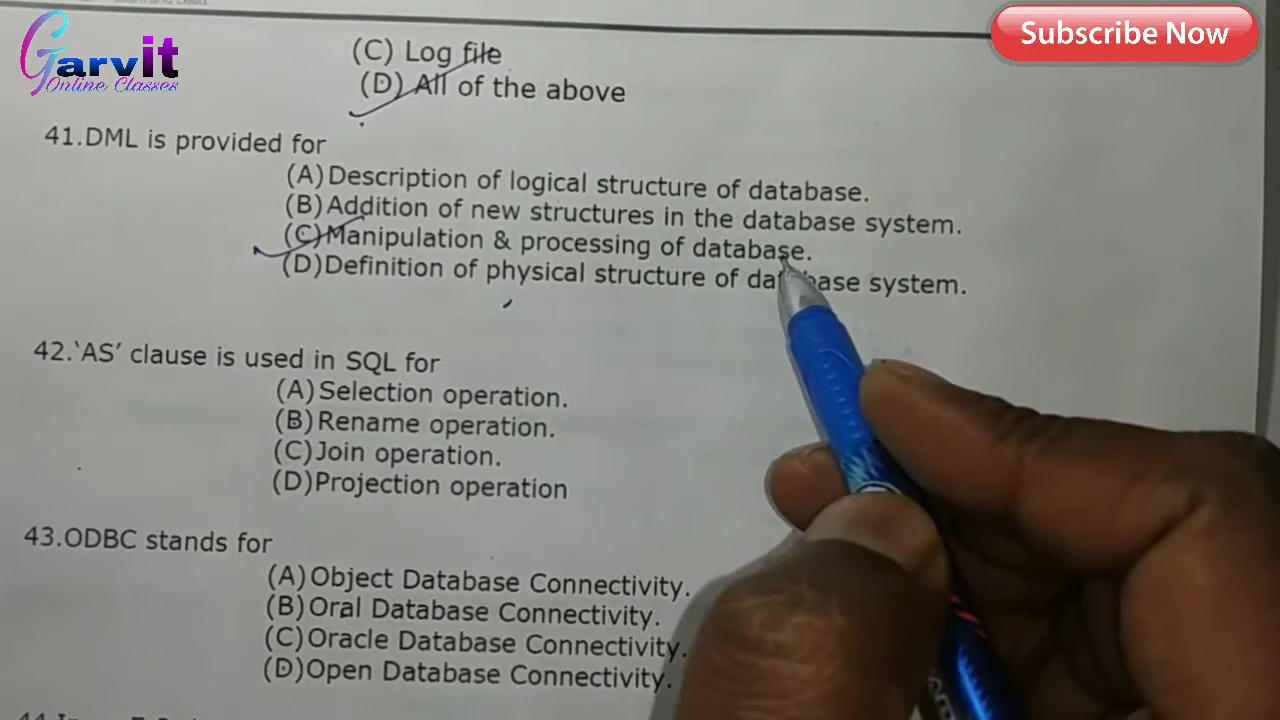 Subscribe Now
Garvit
Online Classes
(C) Log file
(D) All of the above
41.DML is provided for
(A)Description of logical structure of database.
(B)Addition of new structures in the database system.
(C)Manipulation & processing of database.
(D)Definition of physical structure of database system.
42.‘AS’ clause is used in SQL for
(A)Selection operation.
(B)Rename operation.
(C)Join operation.
(D)Projection operation
43.ODBC stands for
(A)Object Database Connectivity.
(B)Oral Database Connectivity.
(C)Oracle Database Connectivity.
(D)Open Database Connectivity.